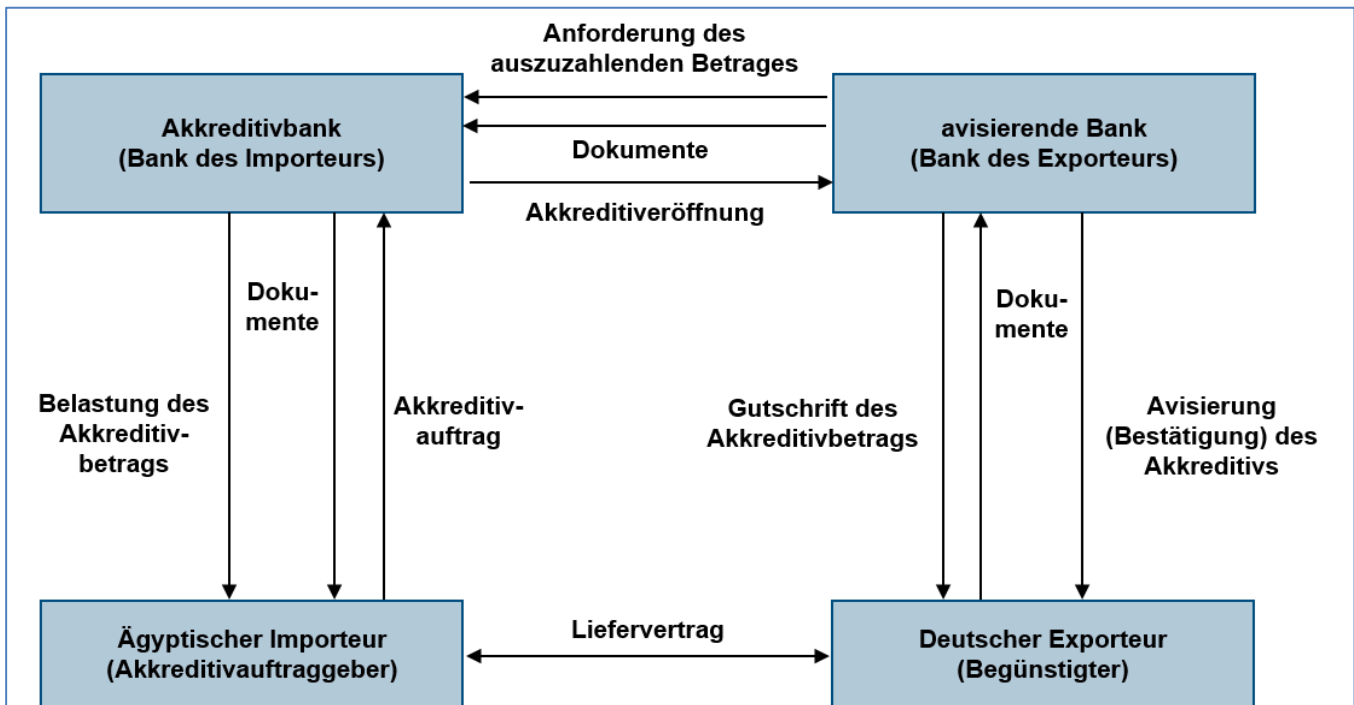 Anforderung des
auszuzahlenden Betrages
Akkreditivbank
(Bank des Importeurs)
avisierende Bank
(Bank des Exporteurs)
Dokumente
Akkreditiveröffnung
Doku-
mente
Doku-
mente
Belastung des
Akkreditiv-
betrags
Akkreditiv-
auftrag
Gutschrift des
Akkreditivbetrags
Avisierung
(Bestätigung) des
Akkreditivs
Ägyptischer Importeur
(Akkreditivauftraggeber)
Liefervertrag
Deutscher Exporteur
(Begünstigter)